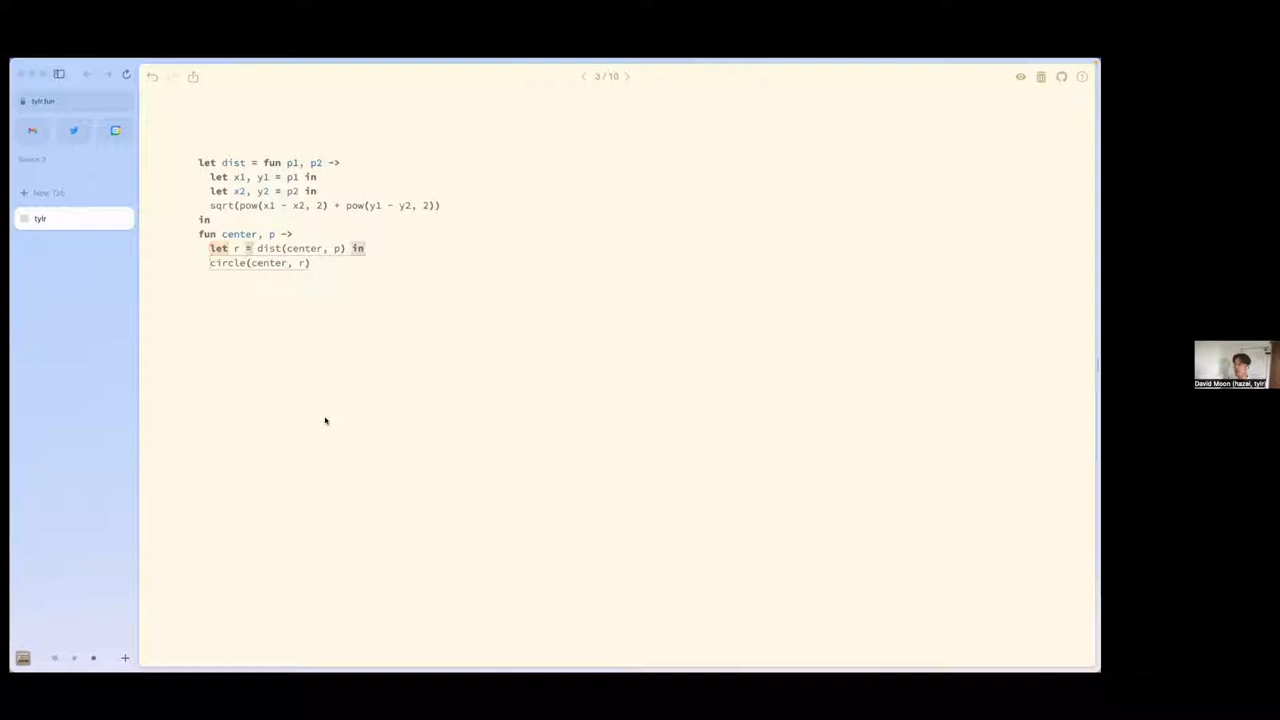 tylr.fun
3 / 10
Space 2
New Tab
tylr
let dist = fun p1, p2 ->
let x1, y1 = p1 in
let x2, y2 = p2 in
sqrt(pow(x1 - x2, 2) + pow(y1 - y2, 2))
in
fun center, p ->
let r = dist(center, p) in
circle(center, r)
David Moon (hazel, tylr)